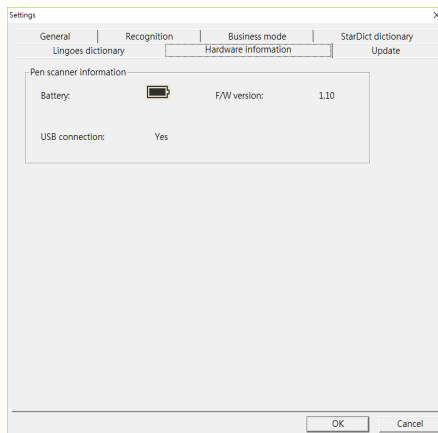 Settings
General Recognition Business mode StarDict dictionary
Lingoes dictionary Hardware information Update
Pen scanner information
Battery: F/W version: 1.10
USB connection: Yes
OK Cancel